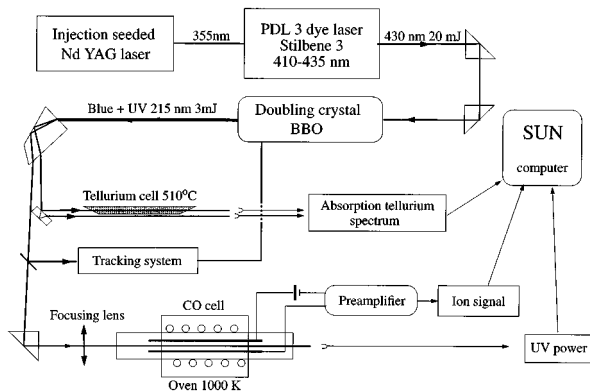 Injection seeded
Nd YAG laser
355nm
PDL 3 dye laser
Stilbene 3
410-435 nm
430 nm 20 mJ
Blue + UV 215 nm 3mJ
Doubling crystal
BBO
SUN
computer
Tellurium cell 510°C
Absorption tellurium
spectrum
Tracking system
CO cell
Focusing lens
Preamplifier
Ion signal
UV power
Oven 1000 K